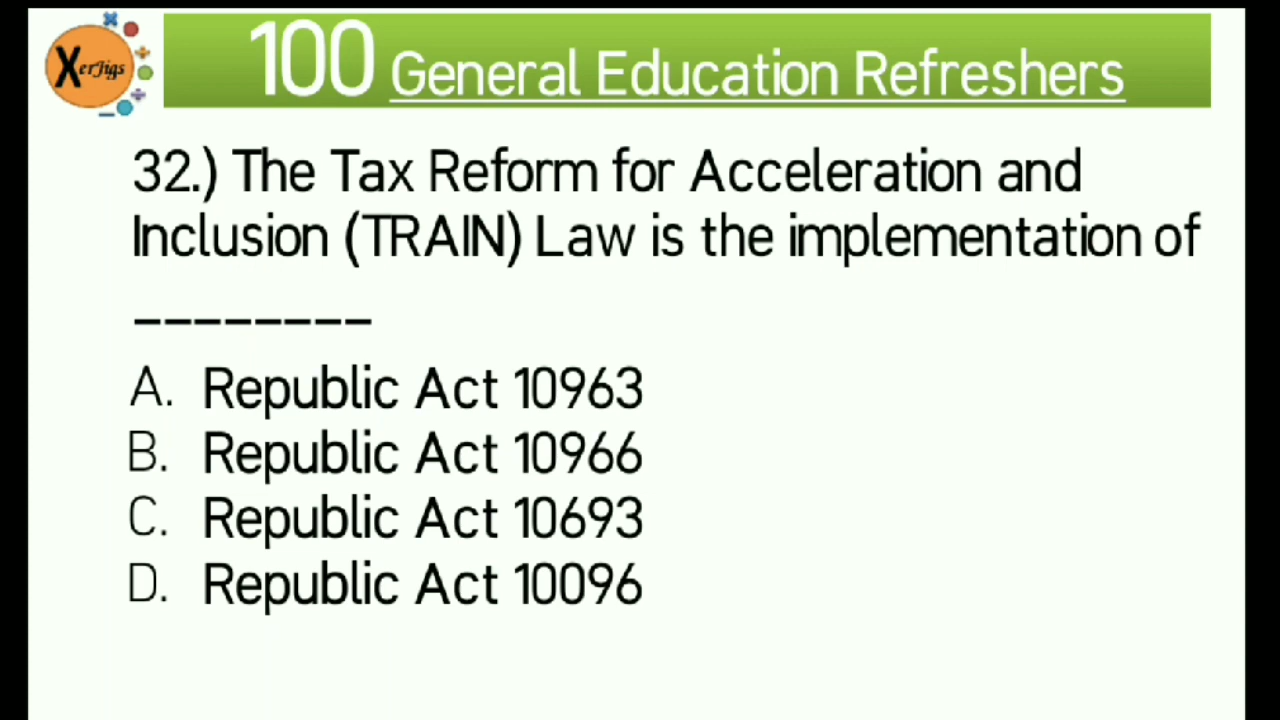 Xerjigs
100 General Education Refreshers
32.) The Tax Reform for Acceleration and
Inclusion (TRAIN) Law is the implementation of
________
A. Republic Act 10963
B. Republic Act 10966
C. Republic Act 10693
D. Republic Act 10096